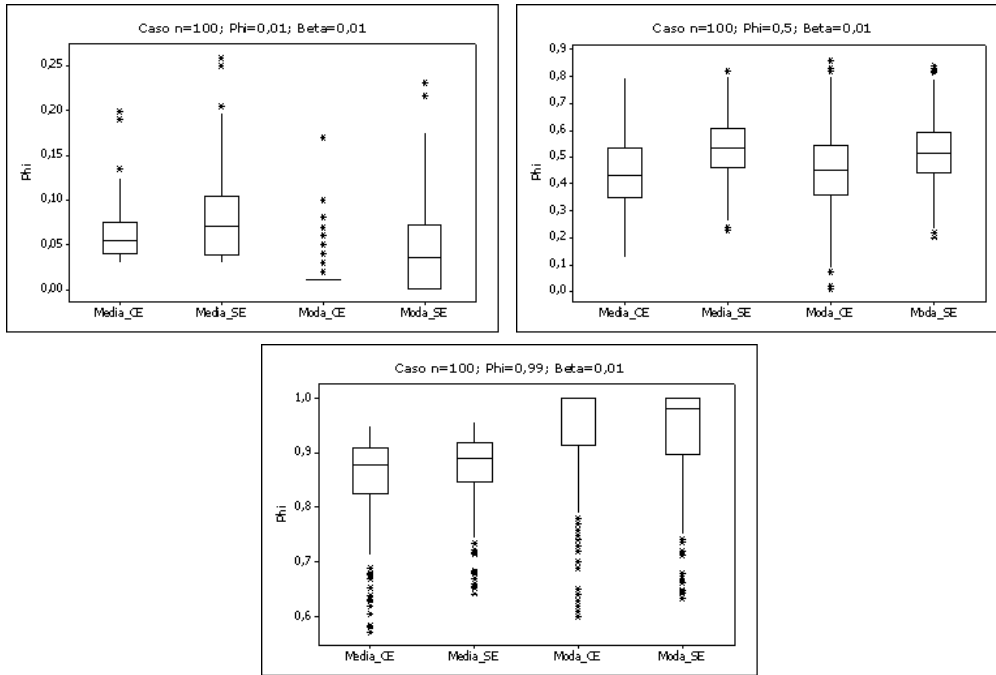 Caso n=100; Phi=0,01; Beta=0,01
Phi
0,25
0,20
0,15
0,10
0,05
0,00
Media_CE Media_SE Moda_CE Moda_SE
Caso n=100; Phi=0,5; Beta=0,01
Phi
0,9
0,8
0,7
0,6
0,5
0,4
0,3
0,2
0,1
0,0
Media_CE Media_SE Moda_CE Moda_SE
Caso n=100; Phi=0,99; Beta=0,01
Phi
1,0
0,9
0,8
0,7
0,6
Media_CE Media_SE Moda_CE Moda_SE